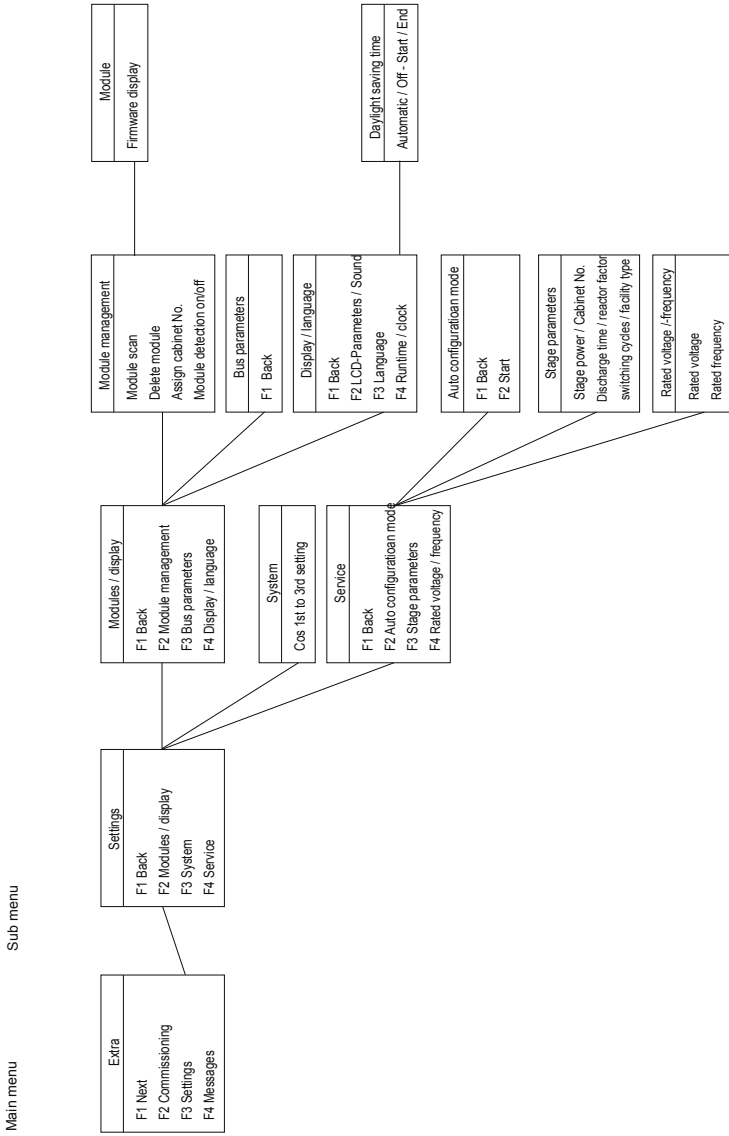 Main menu
Sub menu
Extra
F1 Next
F2 Commissioning
F3 Settings
F4 Messages
Settings
F1 Back
F2 Modules / display
F3 System
F4 Service
Modules / display
F1 Back
F2 Module management
F3 Bus parameters
F4 Display / language
System
Cos 1st to 3rd setting
Service
F1 Back
F2 Auto configuratioan mode
F3 Stage parameters
F4 Rated voltage / frequency
Module management
Module scan
Delete module
Assign cabinet No.
Module detection on/off
Bus parameters
F1 Back
Display / language
F1 Back
F2 LCD-Parameters / Sound
F3 Language
F4 Runtime / clock
Auto configuratioan mode
F1 Back
F2 Start
Stage parameters
Stage power / Cabinet No.
Discharge time / reactor factor
switching cycles / facility type
Rated voltage /-frequency
Rated voltage
Rated frequency
Module
Firmware display
Daylight saving time
Automatic / Off - Start / End